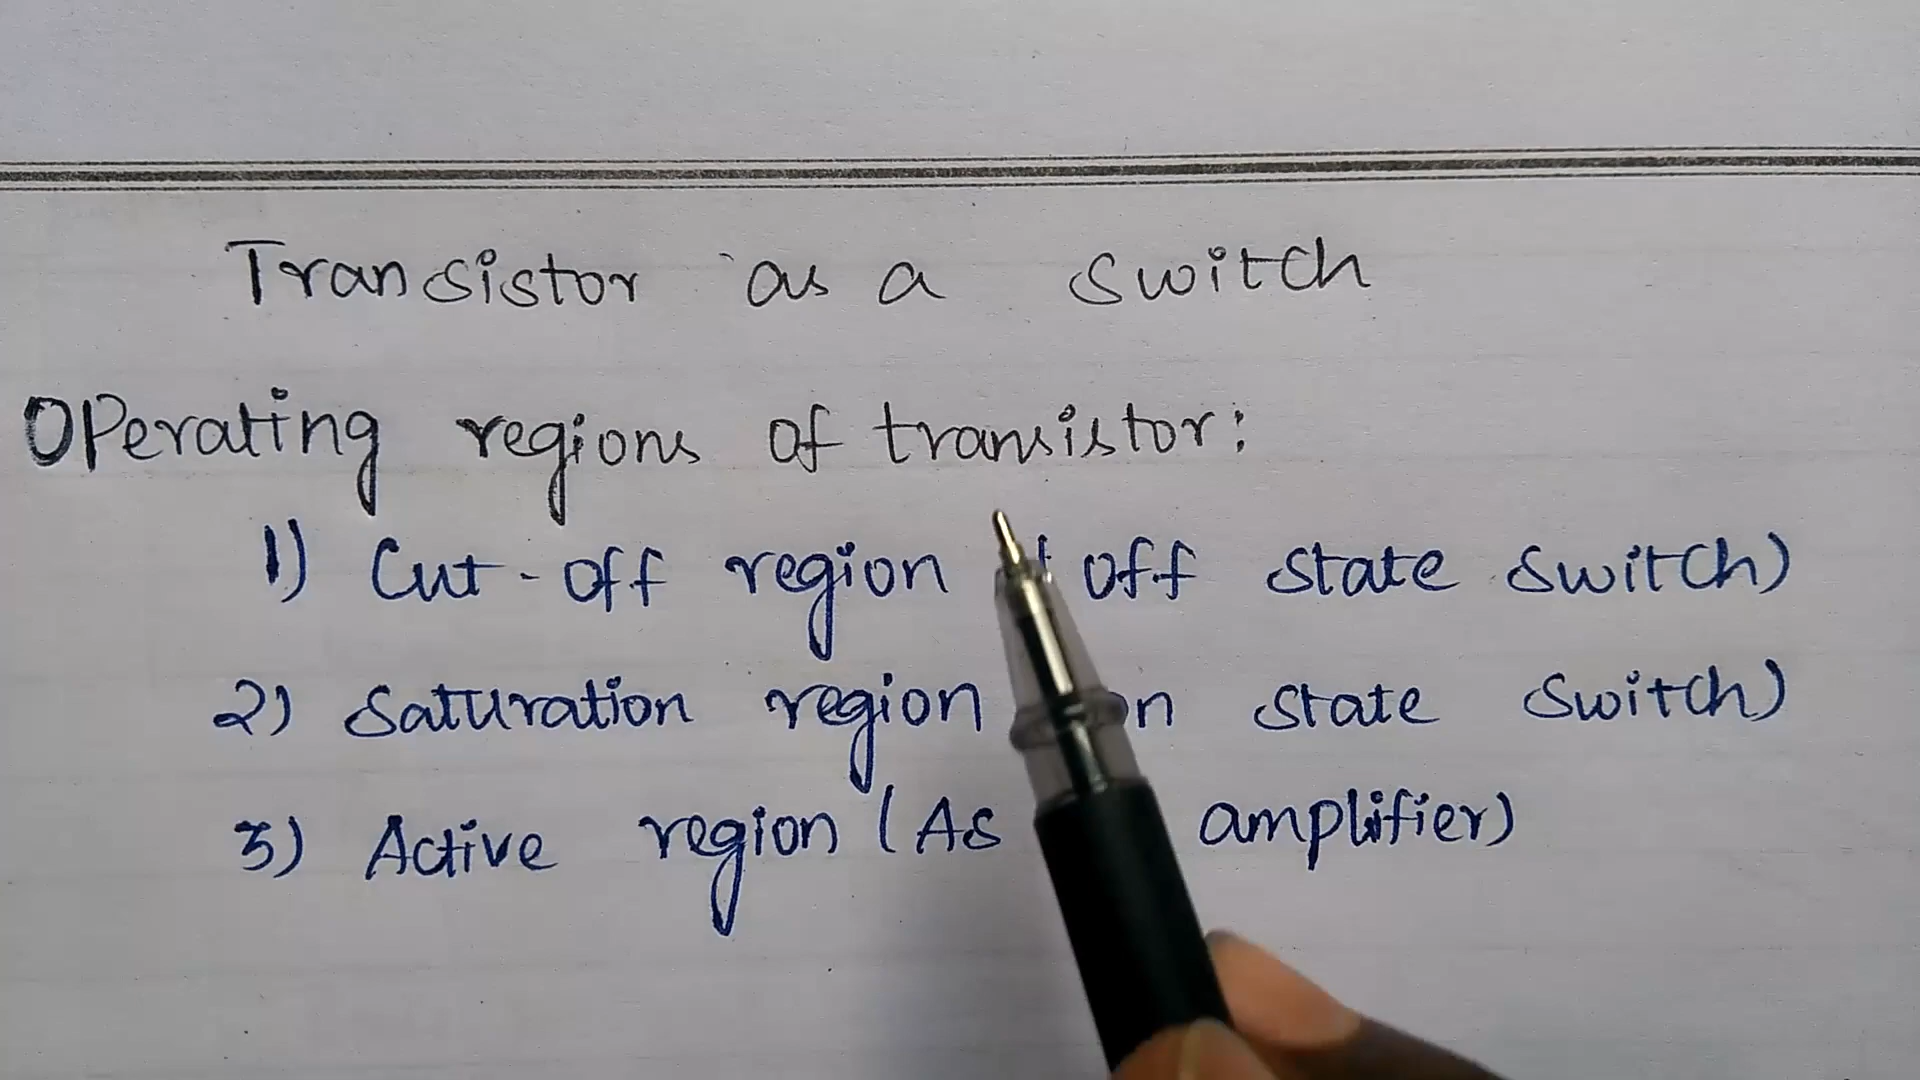 Transistor as a switch
Operating regions of transistor:
1) Cut-off region off state switch)
2) Saturation region state switch)
3) Active region (As amplifier)